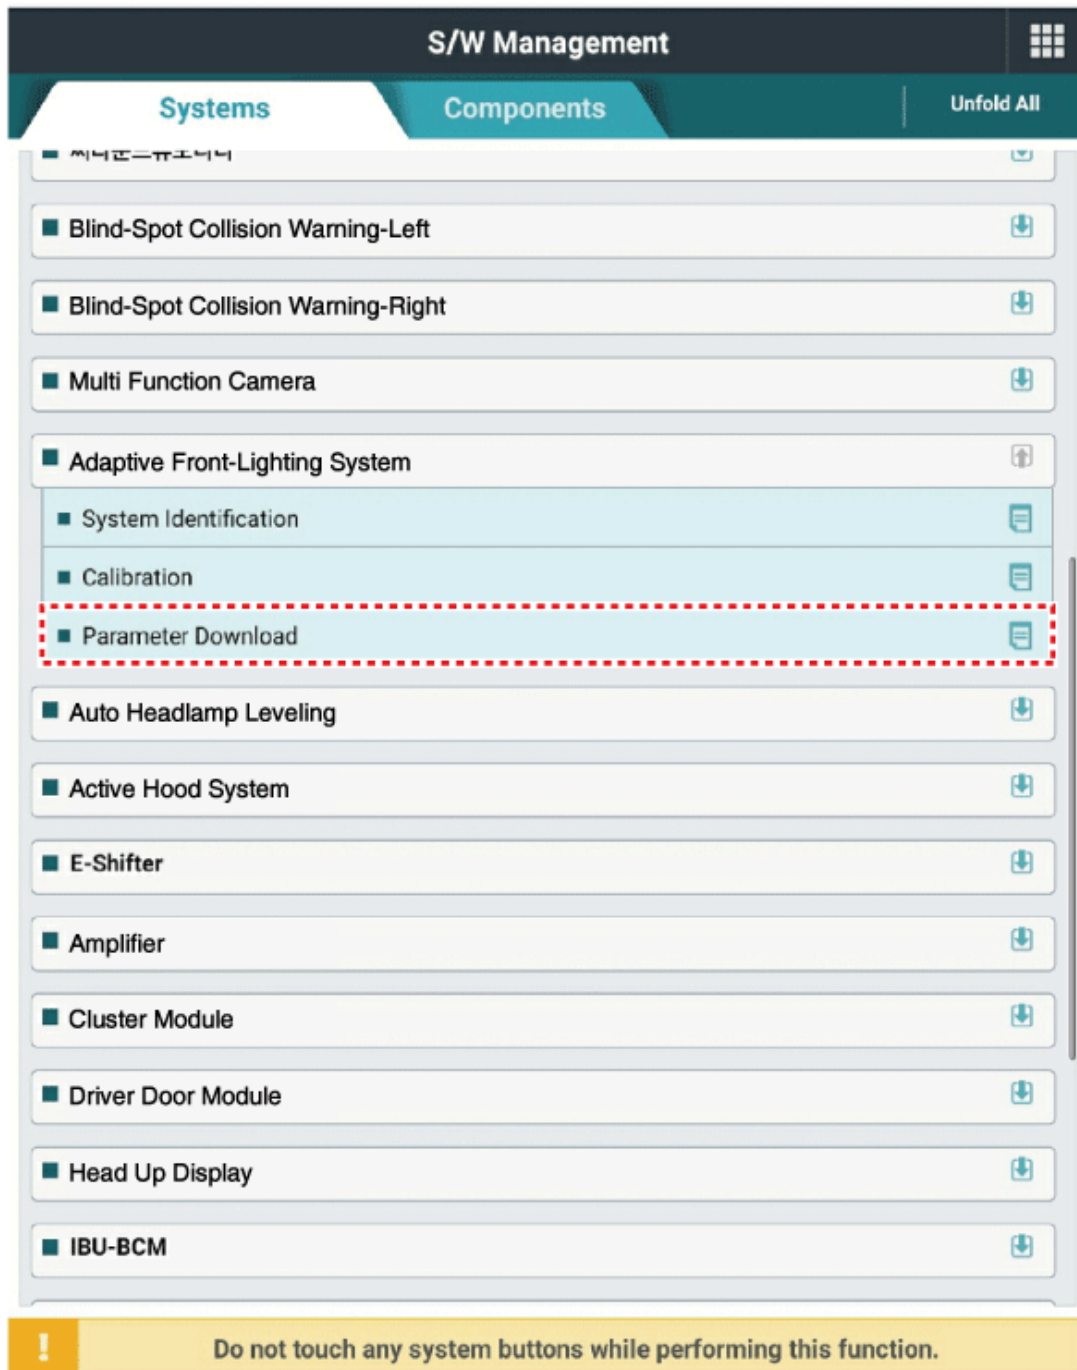 S/W Management
Systems
Components
Unfold All
Blind-Spot Collision Warning-Left
Blind-Spot Collision Warning-Right
Multi Function Camera
Adaptive Front-Lighting System
System Identification
Calibration
Parameter Download
Auto Headlamp Leveling
Active Hood System
E-Shifter
Amplifier
Cluster Module
Driver Door Module
Head Up Display
IBU-BCM
! Do not touch any system buttons while performing this function.